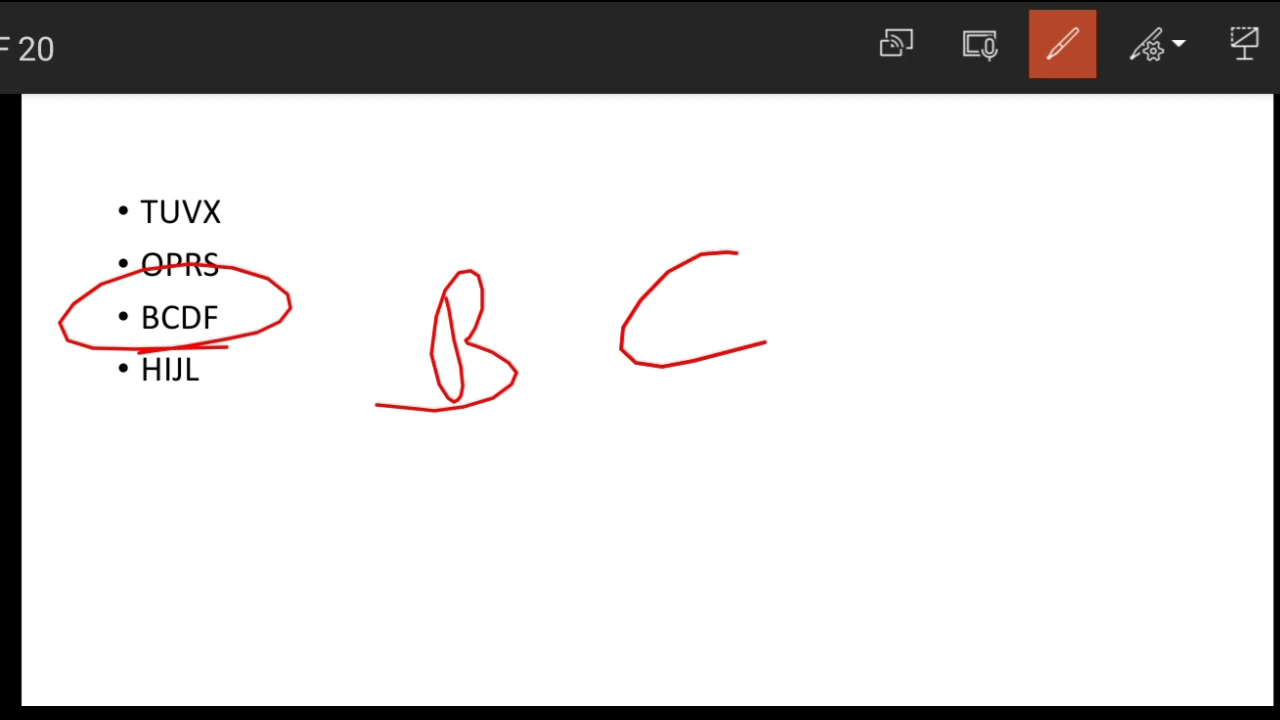 F 20
• TUVX
• OPRS
• BCDF
• HIJL
B C